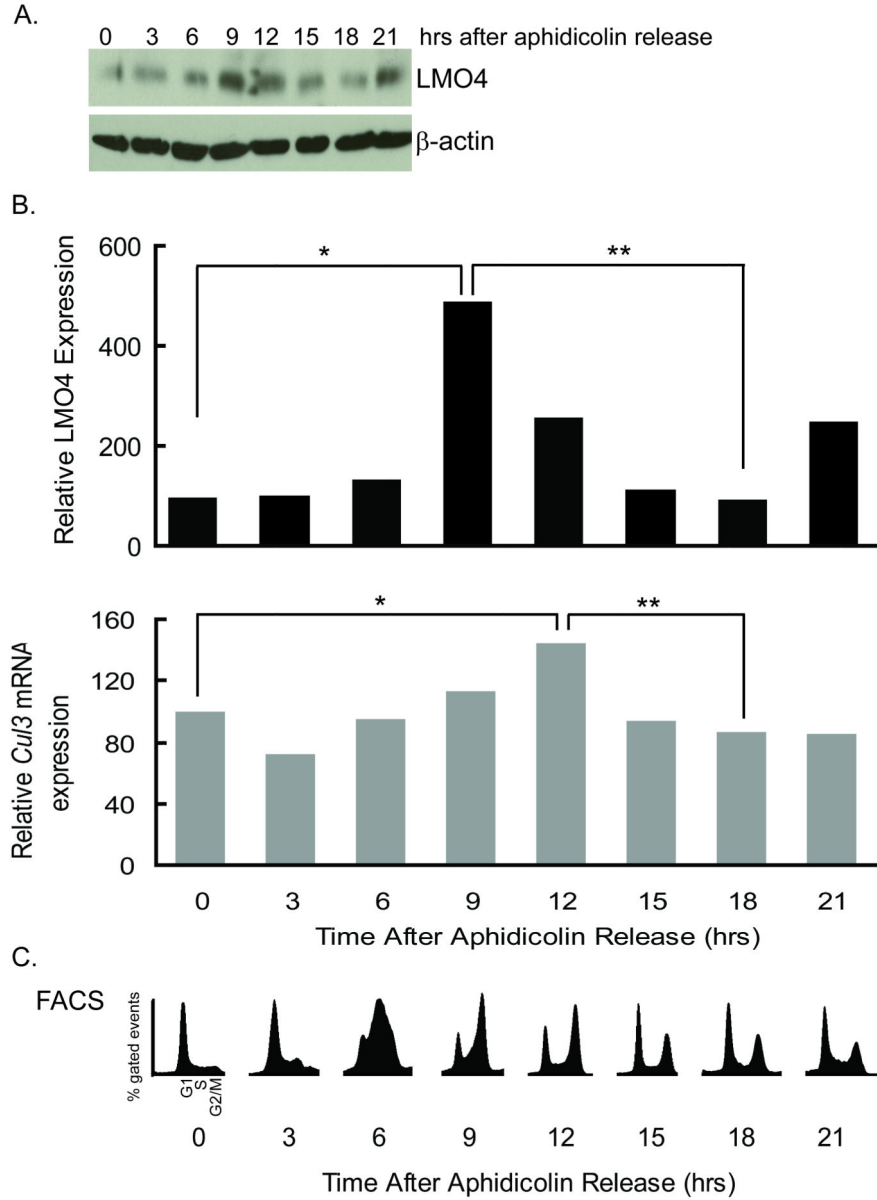 A.
0 3 6 9 12 15 18 21 hrs after aphidicolin release
LMO4
β-actin
B.
Relative LMO4 Expression
600
400
200
0
*
**
Relative Cul3 mRNA
expression
160
120
80
40
0
*
**
0 3 6 9 12 15 18 21
Time After Aphidicolin Release (hrs)
C.
FACS
% gated events
G1
S
G2/M
0 3 6 9 12 15 18 21
Time After Aphidicolin Release (hrs)